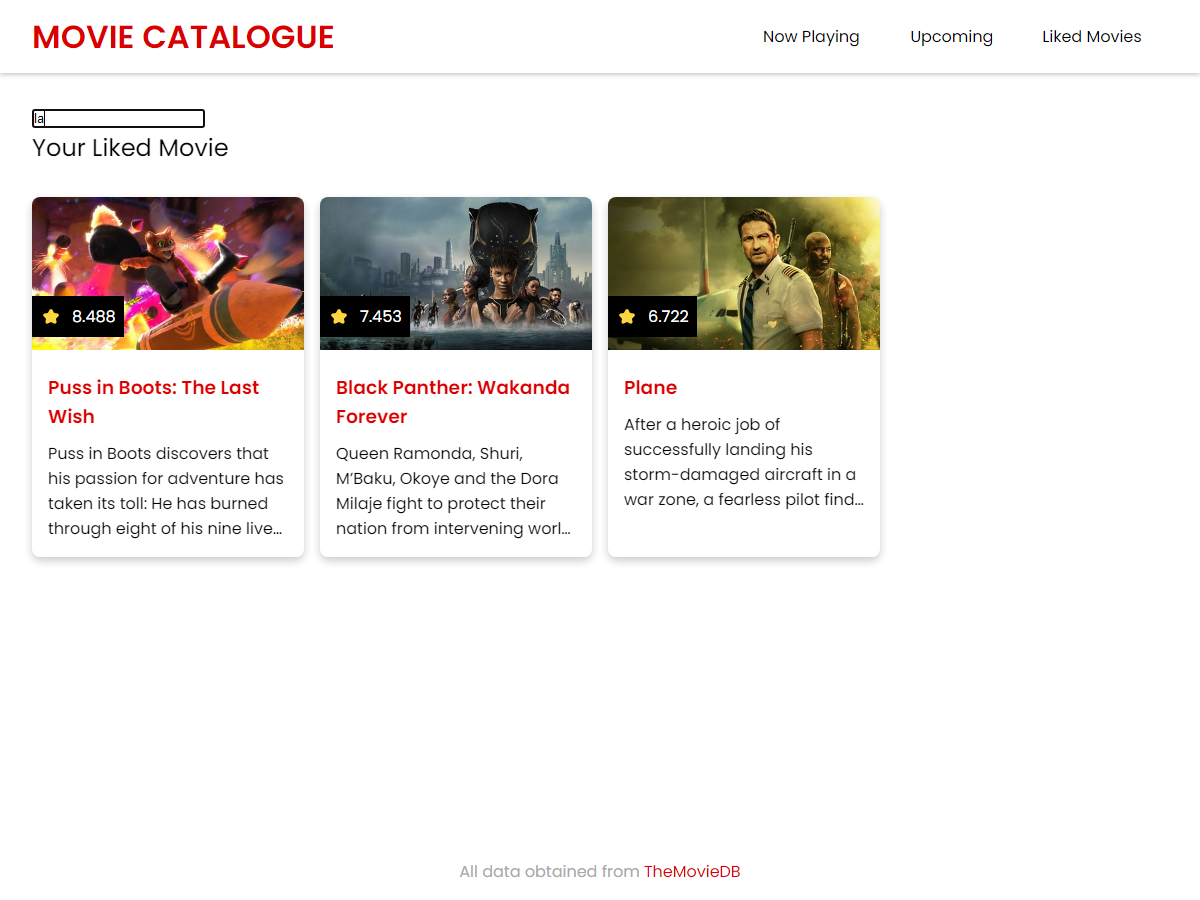 MOVIE CATALOGUE
Now Playing
Upcoming
Liked Movies
la
Your Liked Movie
8.488
7.453
6.722
Puss in Boots: The Last
Wish
Puss in Boots discovers that
his passion for adventure has
taken its toll: He has burned
through eight of his nine live…
Black Panther: Wakanda
Forever
Queen Ramonda, Shuri,
M’Baku, Okoye and the Dora
Milaje fight to protect their
nation from intervening worl…
Plane
After a heroic job of
successfully landing his
storm-damaged aircraft in a
war zone, a fearless pilot find…
All data obtained from TheMovieDB